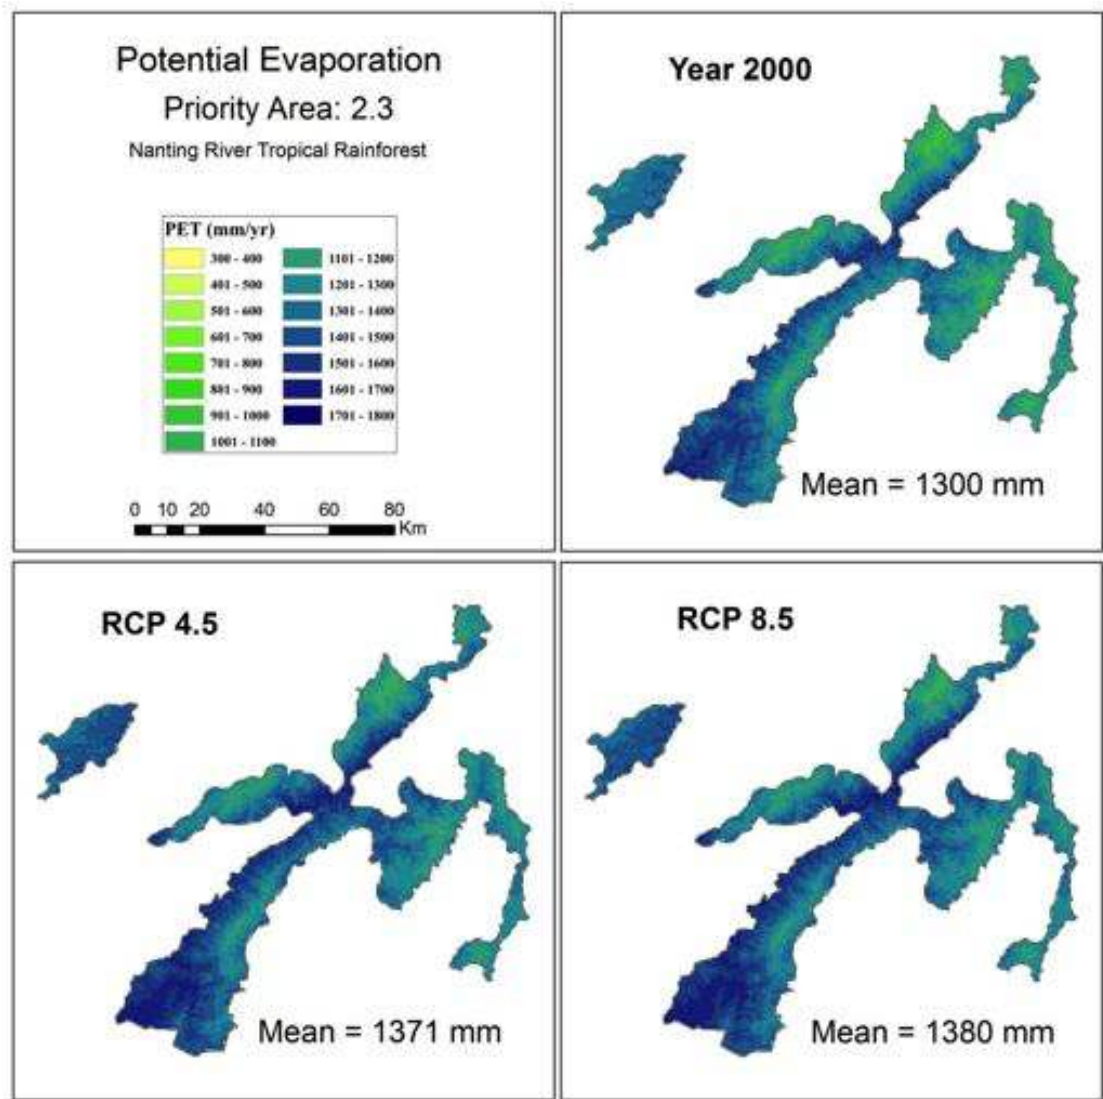 Potential Evaporation
Priority Area: 2.3
Nanting River Tropical Rainforest
PET (mm/yr)
300 - 400
401 - 500
501 - 600
601 - 700
701 - 800
801 - 900
901 - 1000
1001 - 1100
1101 - 1200
1201 - 1300
1301 - 1400
1401 - 1500
1501 - 1600
1601 - 1700
1701 - 1800
0 10 20 40 60 80
Km
Year 2000
Mean = 1300 mm
RCP 4.5
Mean = 1371 mm
RCP 8.5
Mean = 1380 mm